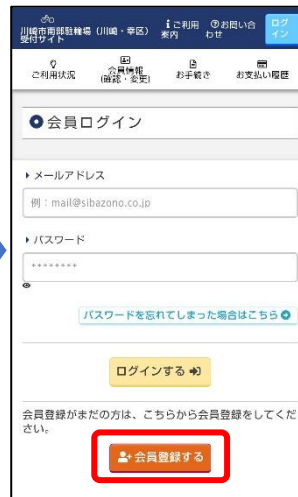 川崎市南部駐輪場（川崎・幸区）
受付サイト
ご利用案内
お問い合わせ
ログイン
ご利用状況
会員情報
(確認・変更)
お手続き
お支払い履歴
会員ログイン
メールアドレス
例：mail@sibazono.co.jp
パスワード
********
パスワードを忘れてしまった場合はこちら
ログインする
会員登録がまだの方は、こちらから会員登録をしてくだ
さい。
会員登録する